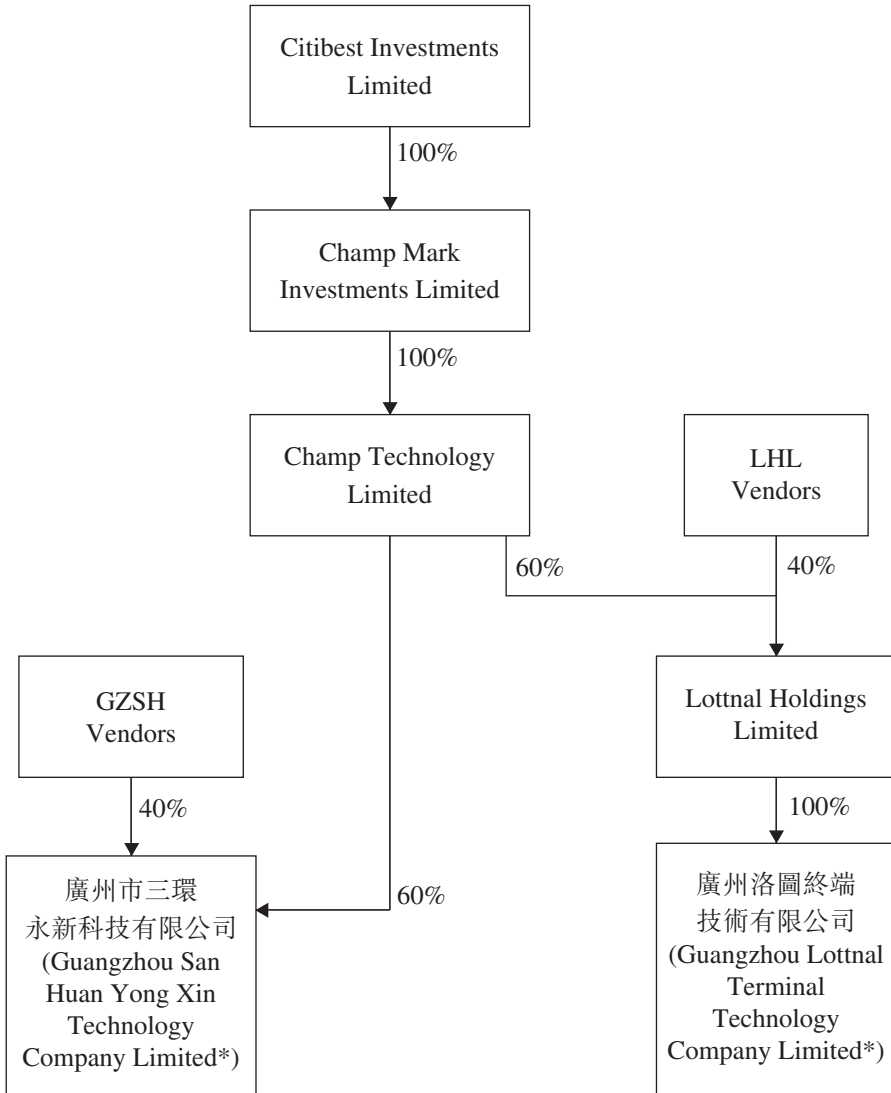 Citibest Investments
Limited
100%
Champ Mark
Investments Limited
100%
Champ Technology
Limited
LHL
Vendors
60%
40%
GZSH
Vendors
Lottnal Holdings
Limited
40%
100%
60%
廣州市三環
永新科技有限公司
(Guangzhou San
Huan Yong Xin
Technology
Company Limited*)
廣州洛圖終端
技術有限公司
(Guangzhou Lottnal
Terminal
Technology
Company Limited*)